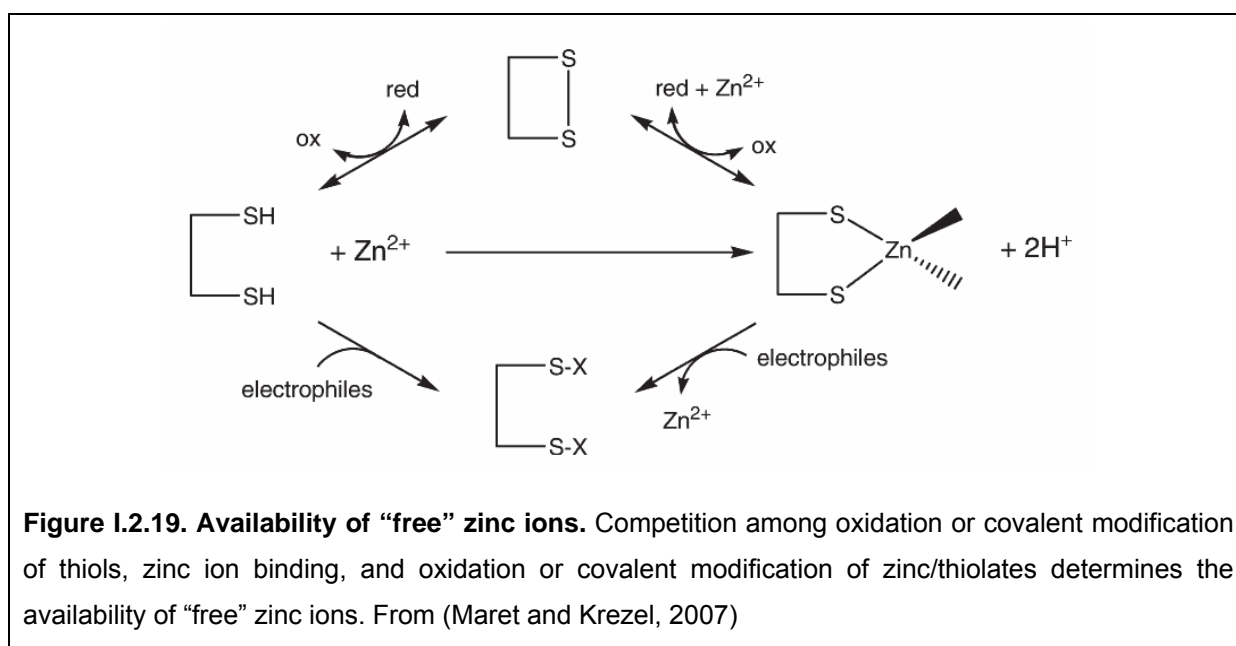 S
S
red
red + Zn²⁺
ox
ox
SH
+ Zn²⁺
SH
S
S
Zn
+ 2H⁺
electrophiles
S-X
S-X
electrophiles
Zn²⁺
Figure I.2.19. Availability of “free” zinc ions. Competition among oxidation or covalent modification
of thiols, zinc ion binding, and oxidation or covalent modification of zinc/thiolates determines the
availability of “free” zinc ions. From (Maret and Krezel, 2007)